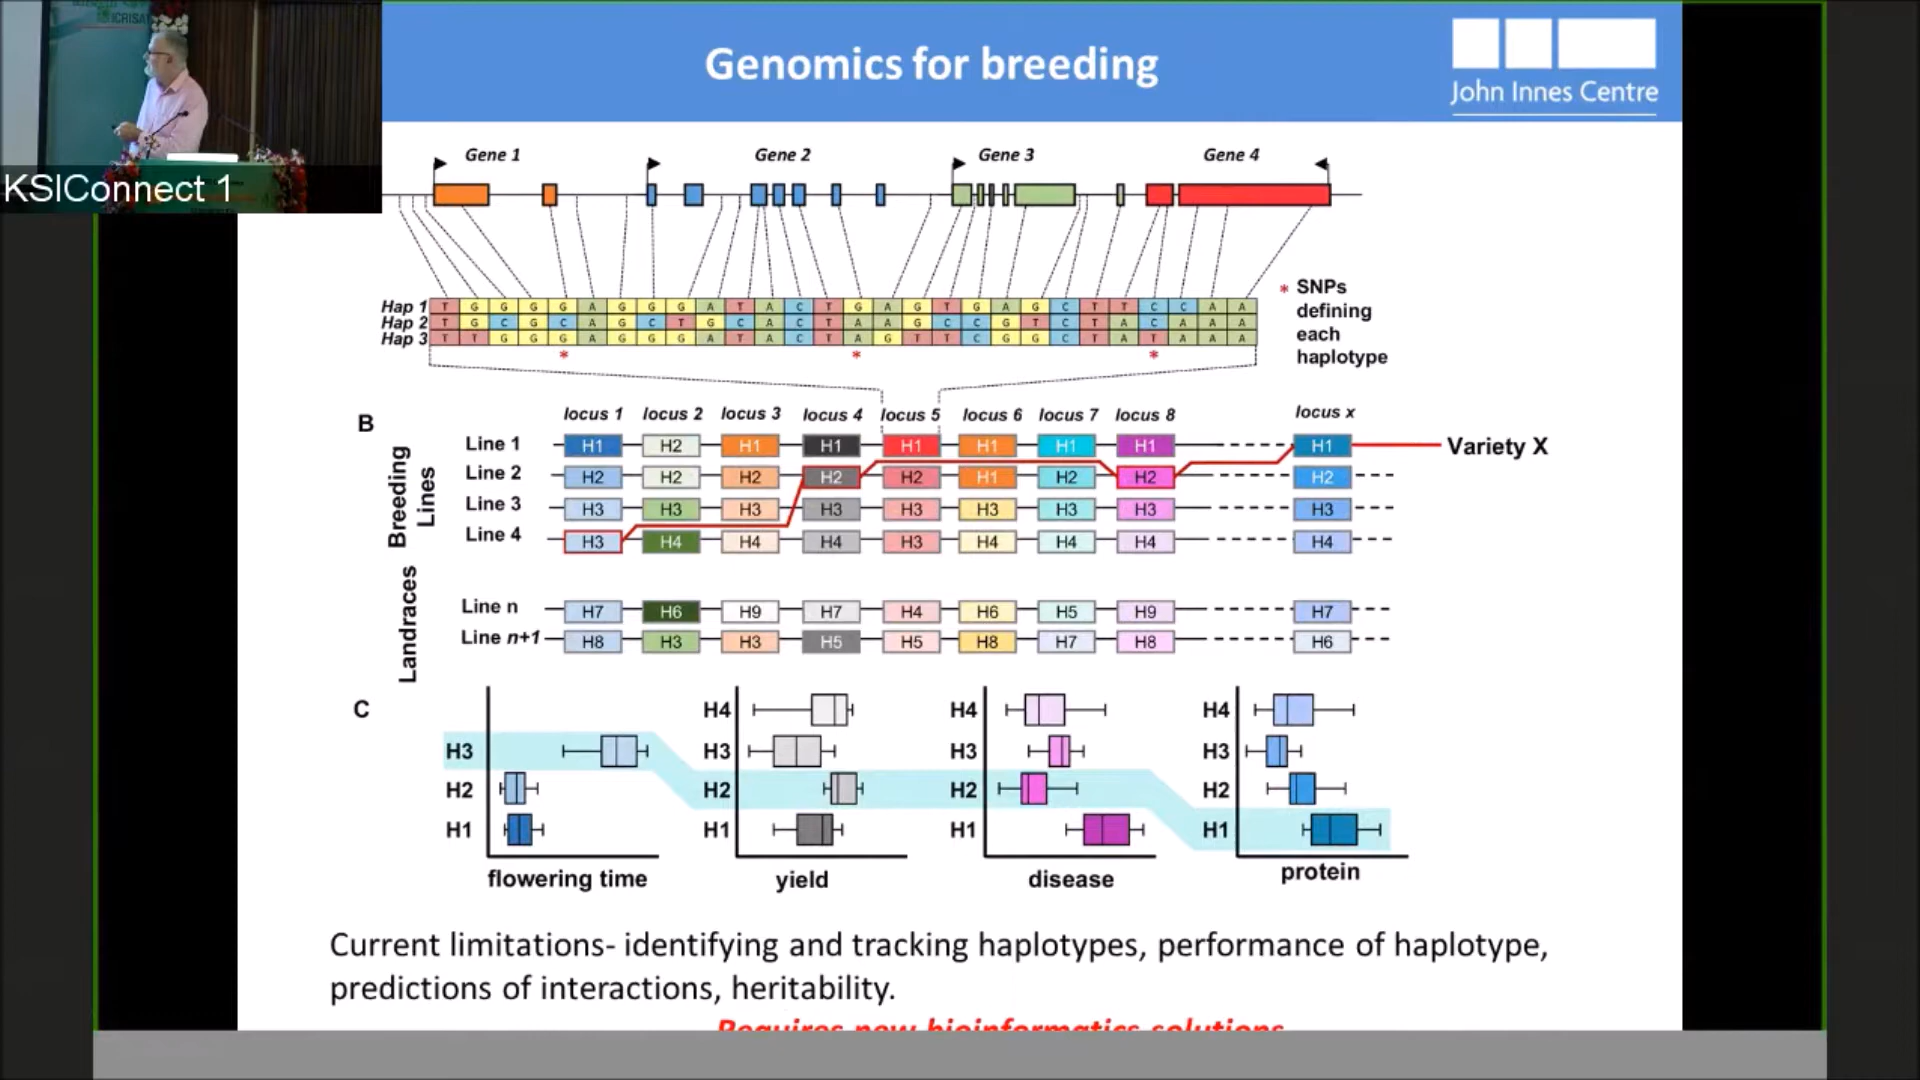 ICRISAT
KSIConnect 1
Genomics for breeding
John Innes Centre
Gene 1 Gene 2 Gene 3 Gene 4
Hap 1 T G G G G A G G G A T A C T G A G T G A G C T T C C A A
Hap 2 T G C G C A G C T G C A C T A A G C C G T C T A C A A A
Hap 3 T T G G G A G G G A T A C T A G T T C G G C T A T A A A
* * *
* SNPs
defining
each
haplotype
B
locus 1 locus 2 locus 3 locus 4 locus 5 locus 6 locus 7 locus 8 locus x
Breeding
Lines
Line 1 H1 H2 H1 H1 H1 H1 H1 H1 H1 Variety X
Line 2 H2 H2 H2 H2 H2 H1 H2 H2 H2
Line 3 H3 H3 H3 H3 H3 H3 H3 H3 H3
Line 4 H3 H4 H4 H4 H3 H4 H4 H4 H4
Landraces
Line n H7 H6 H9 H7 H4 H6 H5 H9 H7
Line n+1 H8 H3 H3 H5 H5 H8 H7 H8 H6
C
H4 H4 H4
H3 H3 H3 H3
H2 H2 H2 H2
H1 H1 H1 H1
flowering time yield disease protein
Current limitations- identifying and tracking haplotypes, performance of haplotype,
predictions of interactions, heritability.
Requires new bioinformatics solutions